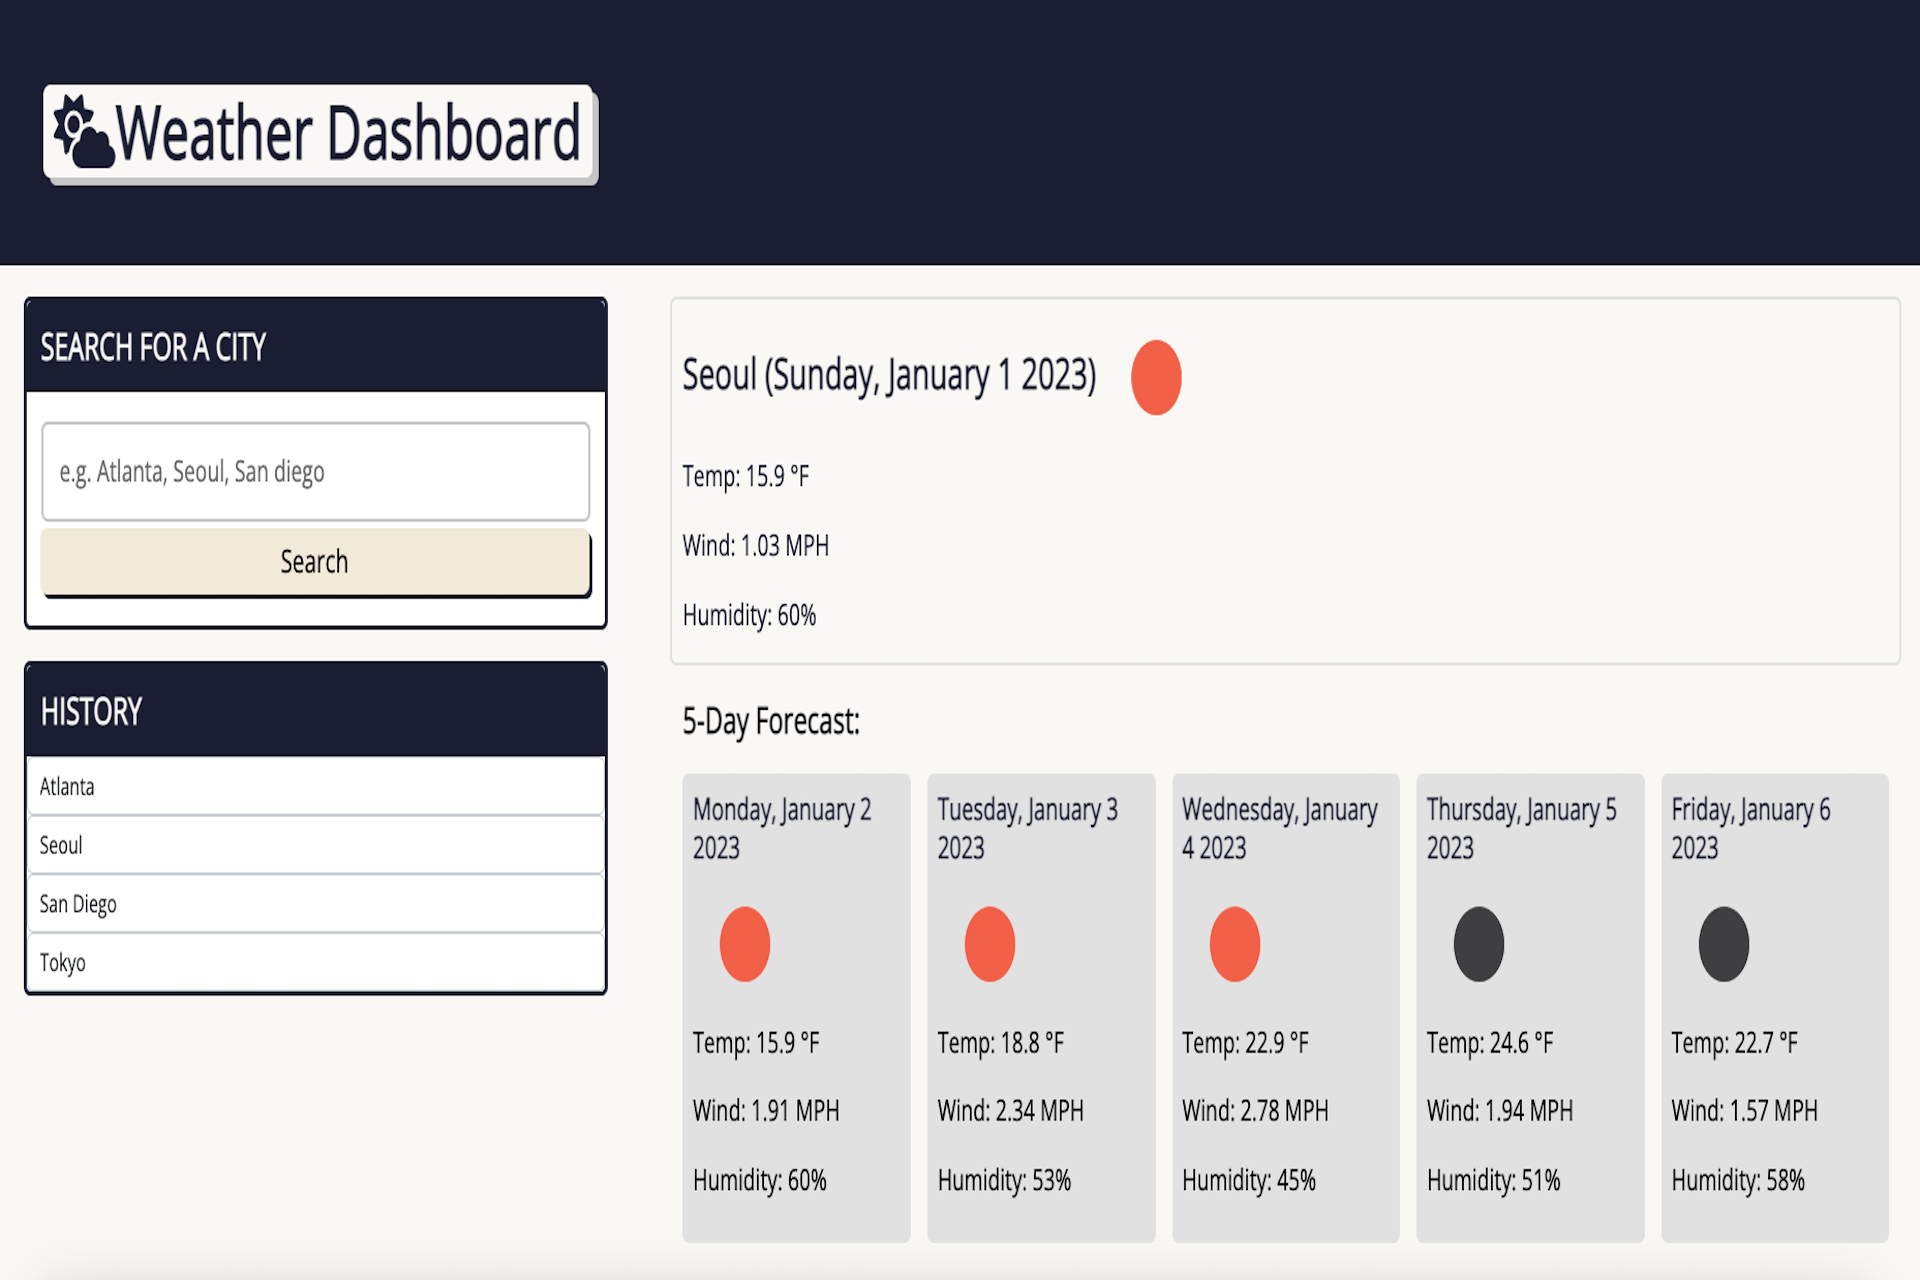 Weather Dashboard
SEARCH FOR A CITY
e.g. Atlanta, Seoul, San diego
Search
HISTORY
Atlanta
Seoul
San Diego
Tokyo
Seoul (Sunday, January 1 2023)
Temp: 15.9 °F
Wind: 1.03 MPH
Humidity: 60%
5-Day Forecast:
Monday, January 2
2023
Temp: 15.9 °F
Wind: 1.91 MPH
Humidity: 60%
Tuesday, January 3
2023
Temp: 18.8 °F
Wind: 2.34 MPH
Humidity: 53%
Wednesday, January
4 2023
Temp: 22.9 °F
Wind: 2.78 MPH
Humidity: 45%
Thursday, January 5
2023
Temp: 24.6 °F
Wind: 1.94 MPH
Humidity: 51%
Friday, January 6
2023
Temp: 22.7 °F
Wind: 1.57 MPH
Humidity: 58%